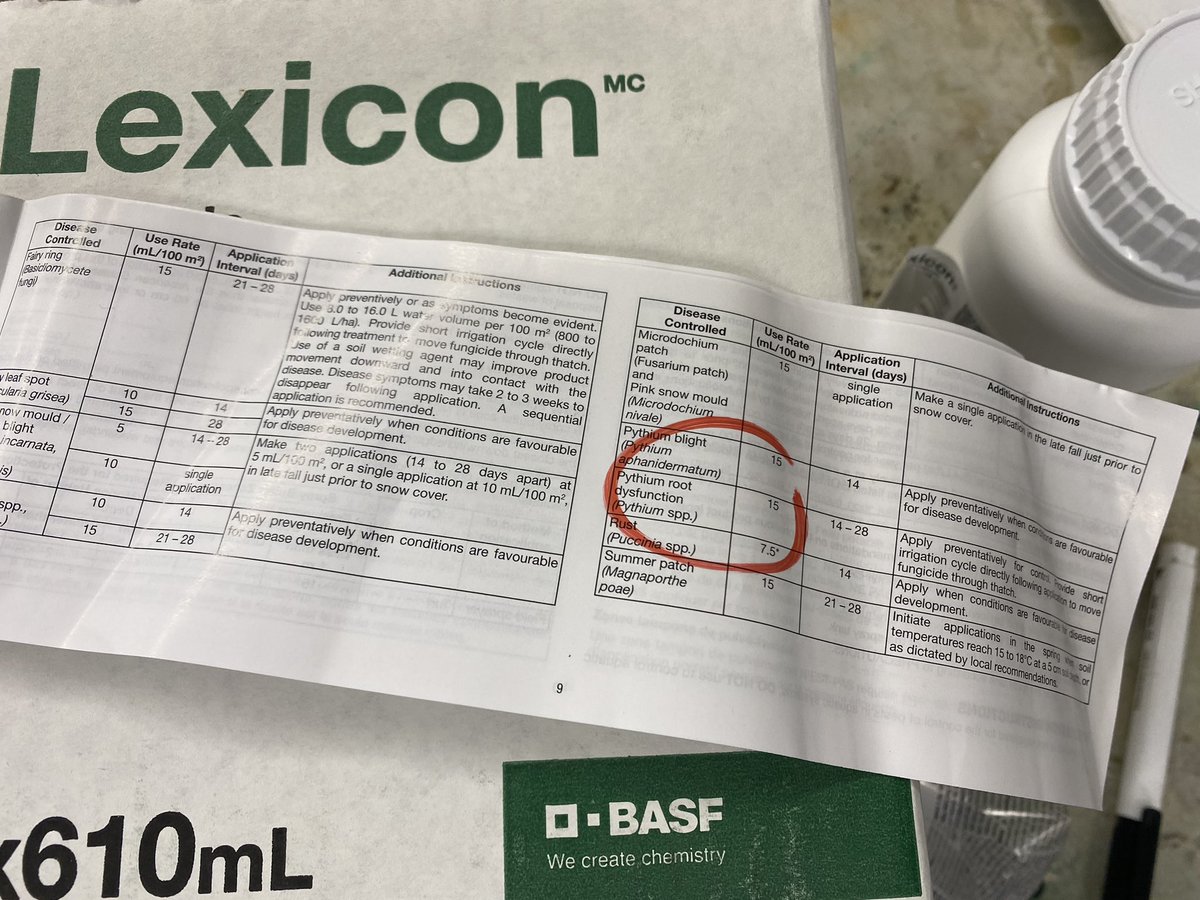 Lexicon MC
Disease
Controlled
Use Rate
(mL/100 m²)
Application
Interval (days)
Additional Instructions
Fairy ring
(Basidiomycete
fungi)
15
21 – 28
Apply preventively or as symptoms become evident.
Use 8.0 to 16.0 L water volume per 100 m² (800 to
1600 L/ha). Provide short irrigation cycle directly
following treatment to move fungicide through thatch.
Use of a soil wetting agent may improve product
movement downward and into contact with the
disease. Disease symptoms may take 2 to 3 weeks to
disappear following application. A sequential
application is recommended.
leaf spot
grisea)
10
15
14
28
Apply preventively when conditions are favourable
for disease development.
mould /
blight
incarnata,
5
10
14 – 28
single
application
Make two applications (14 to 28 days apart) at
5 mL/100 m², or a single application at 10 mL/100 m²,
in late fall just prior to snow cover.
spp.,
10
15
14
21 – 28
Apply preventively when conditions are favourable
for disease development.
Disease
Controlled
Use Rate
(mL/100 m²)
Application
Interval (days)
Additional Instructions
Microdochium
patch
(Fusarium patch)
and
Pink snow mould
(Microdochium
nivale)
15
single
application
Make a single application in the late fall just prior to
snow cover.
Pythium blight
(Pythium
aphanidermatum)
15
14
Apply preventively when conditions are favourable
for disease development.
Pythium root
dysfunction
(Pythium spp.)
15
14 – 28
Apply preventively for control. Provide short
irrigation cycle directly following application to move
fungicide through thatch.
Rust
(Puccinia spp.)
7.5*
14
Apply when conditions are favourable to disease
development.
Summer patch
(Magnaporthe
poae)
15
21 – 28
Initiate applications in the spring when soil
temperatures reach 15 to 18°C at a 5 cm soil depth, or
as dictated by local recommendations.
9
x610mL
BASF
We create chemistry